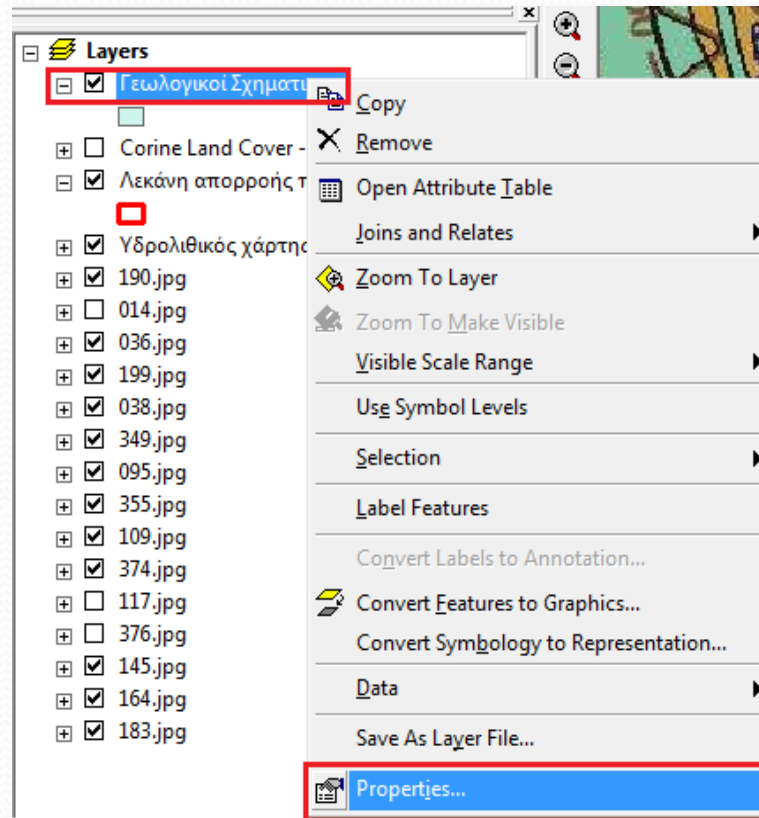 Layers
Γεωλογικοί Σχηματι
Corine Land Cover -
Λεκάνη απορροής π
Υδρολιθικός χάρτης
190.jpg
014.jpg
036.jpg
199.jpg
038.jpg
349.jpg
095.jpg
355.jpg
109.jpg
374.jpg
117.jpg
376.jpg
145.jpg
164.jpg
183.jpg
Copy
Remove
Open Attribute Table
Joins and Relates
Zoom To Layer
Zoom To Make Visible
Visible Scale Range
Use Symbol Levels
Selection
Label Features
Convert Labels to Annotation...
Convert Features to Graphics...
Convert Symbology to Representation...
Data
Save As Layer File...
Properties...